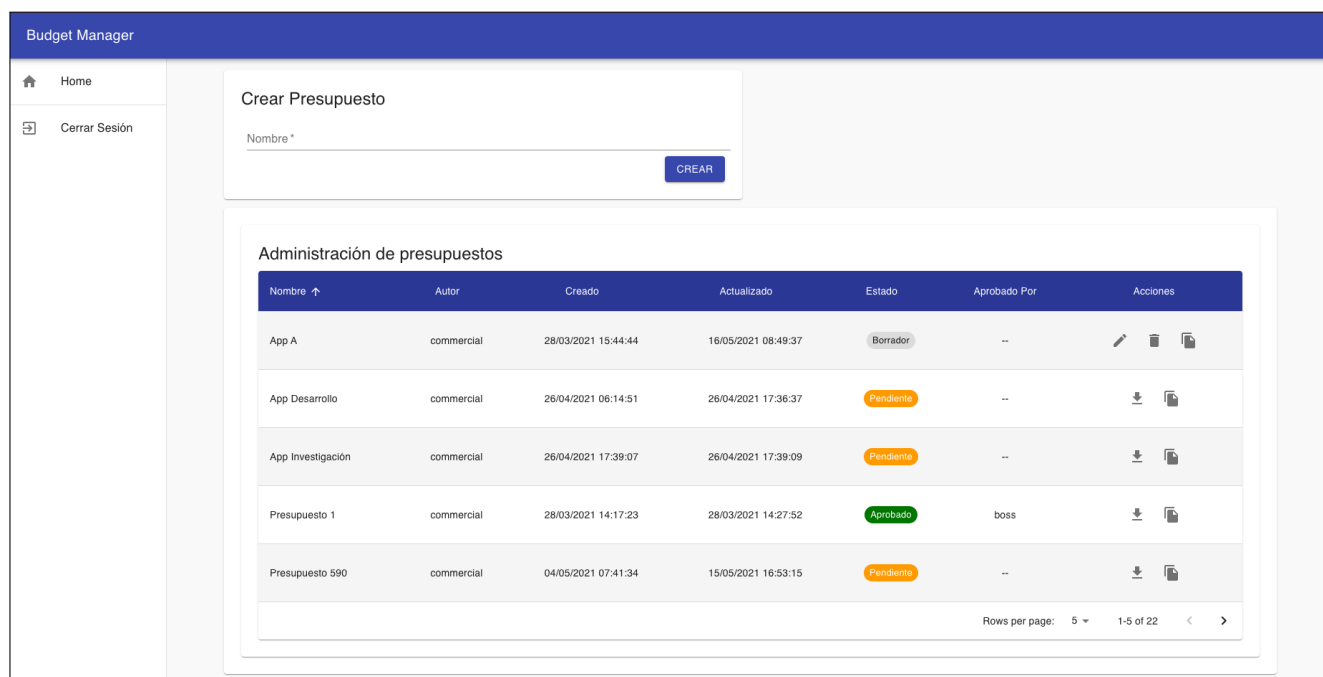 Budget Manager
Home
Cerrar Sesión
Crear Presupuesto
Nombre *
CREAR
Administración de presupuestos
Nombre Autor Creado Actualizado Estado Aprobado Por Acciones
App A commercial 28/03/2021 15:44:44 16/05/2021 08:49:37 Borrador --
App Desarrollo commercial 26/04/2021 06:14:51 26/04/2021 17:36:37 Pendiente --
App Investigación commercial 26/04/2021 17:39:07 26/04/2021 17:39:09 Pendiente --
Presupuesto 1 commercial 28/03/2021 14:17:23 28/03/2021 14:27:52 Aprobado boss
Presupuesto 590 commercial 04/05/2021 07:41:34 15/05/2021 16:53:15 Pendiente --
Rows per page: 5 1-5 of 22